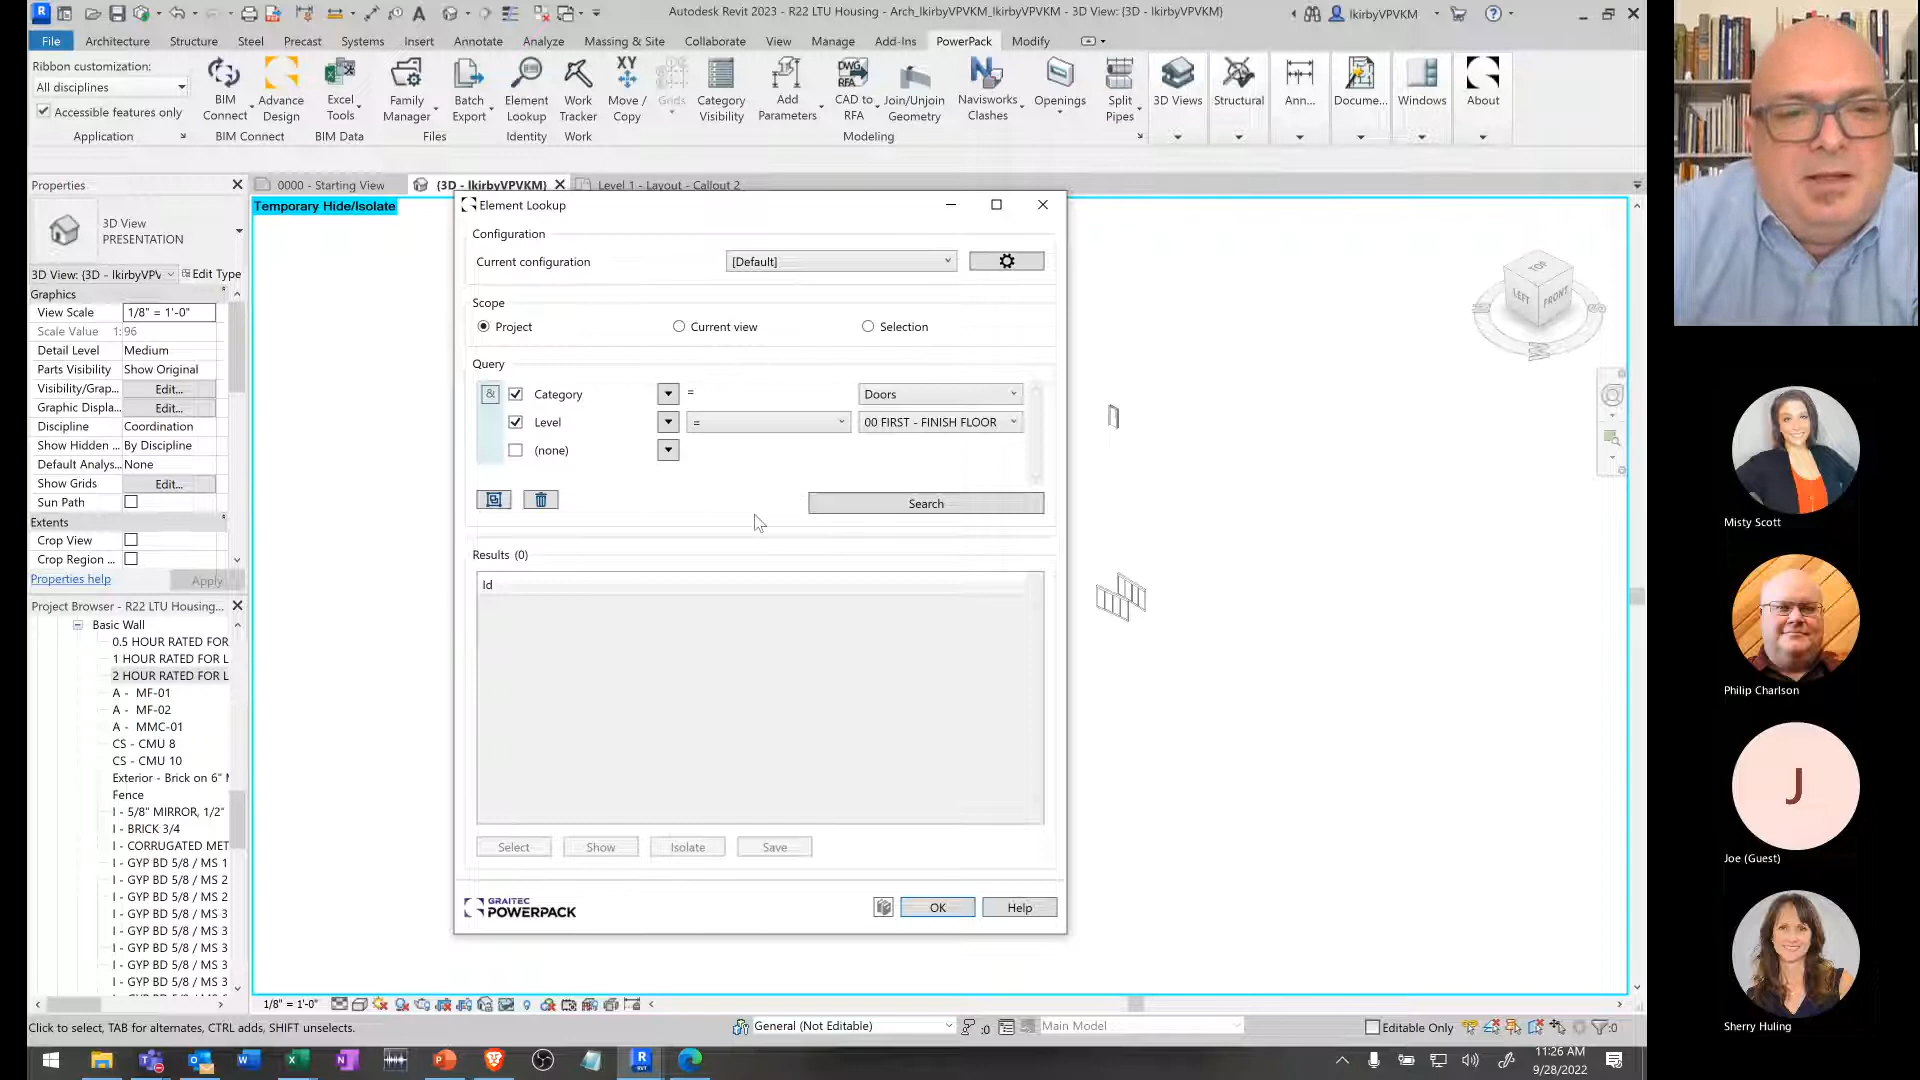 Autodesk Revit 2023 - R22 LTU Housing - Arch_lkirbyVPVKM_lkirbyVPVKM - 3D View: {3D - lkirbyVPVKM}
lkirbyVPVKM
File Architecture Structure Steel Precast Systems Insert Annotate Analyze Massing & Site Collaborate View Manage Add-Ins PowerPack Modify
Ribbon customization:
All disciplines
Accessible features only
Application
BIM Connect
Advance Design
BIM Connect
Excel Tools
BIM Data
Family Manager
Batch Export
Files
Element Lookup
Identity
Work Tracker
Work
XY
Move / Copy
Grids
Category Visibility
Add Parameters
DWG RFA
CAD to RFA
Join/Unjoin Geometry
Navisworks Clashes
Openings
Split Pipes
Modeling
3D Views
Structural
Ann...
Docume...
Windows
About
Properties
0000 - Starting View
{3D - lkirbyVPVKM}
Level 1 - Layout - Callout 2
Temporary Hide/Isolate
3D View
PRESENTATION
3D View: {3D - lkirbyVPV
Edit Type
Graphics
View Scale 1/8" = 1'-0"
Scale Value 1: 96
Detail Level Medium
Parts Visibility Show Original
Visibility/Grap... Edit...
Graphic Displa... Edit...
Discipline Coordination
Show Hidden ... By Discipline
Default Analys... None
Show Grids Edit...
Sun Path
Extents
Crop View
Crop Region ...
Properties help
Apply
Project Browser - R22 LTU Housing...
Basic Wall
0.5 HOUR RATED FOR
1 HOUR RATED FOR L
2 HOUR RATED FOR L
A - MF-01
A - MF-02
A - MMC-01
CS - CMU 8
CS - CMU 10
Exterior - Brick on 6" M
Fence
I - 5/8" MIRROR, 1/2"
I - BRICK 3/4
I - CORRUGATED MET
I - GYP BD 5/8 / MS 1
I - GYP BD 5/8 / MS 2
I - GYP BD 5/8 / MS 2
I - GYP BD 5/8 / MS 3
I - GYP BD 5/8 / MS 3
I - GYP BD 5/8 / MS 3
I - GYP BD 5/8 / MS 3
I - GYP BD 5/8 / MS 3
Element Lookup
Configuration
Current configuration [Default]
Scope
Project Current view Selection
Query
& Category = Doors
Level = 00 FIRST - FINISH FLOOR
(none)
Search
Results (0)
Id
Select Show Isolate Save
GRAITEC
POWERPACK
OK Help
TOP
LEFT FRONT
1/8" = 1'-0"
Click to select, TAB for alternates, CTRL adds, SHIFT unselects.
General (Not Editable)
:0
Main Model
Editable Only
:0
11:26 AM
9/28/2022
Misty Scott
Philip Charlson
J
Joe (Guest)
Sherry Huling